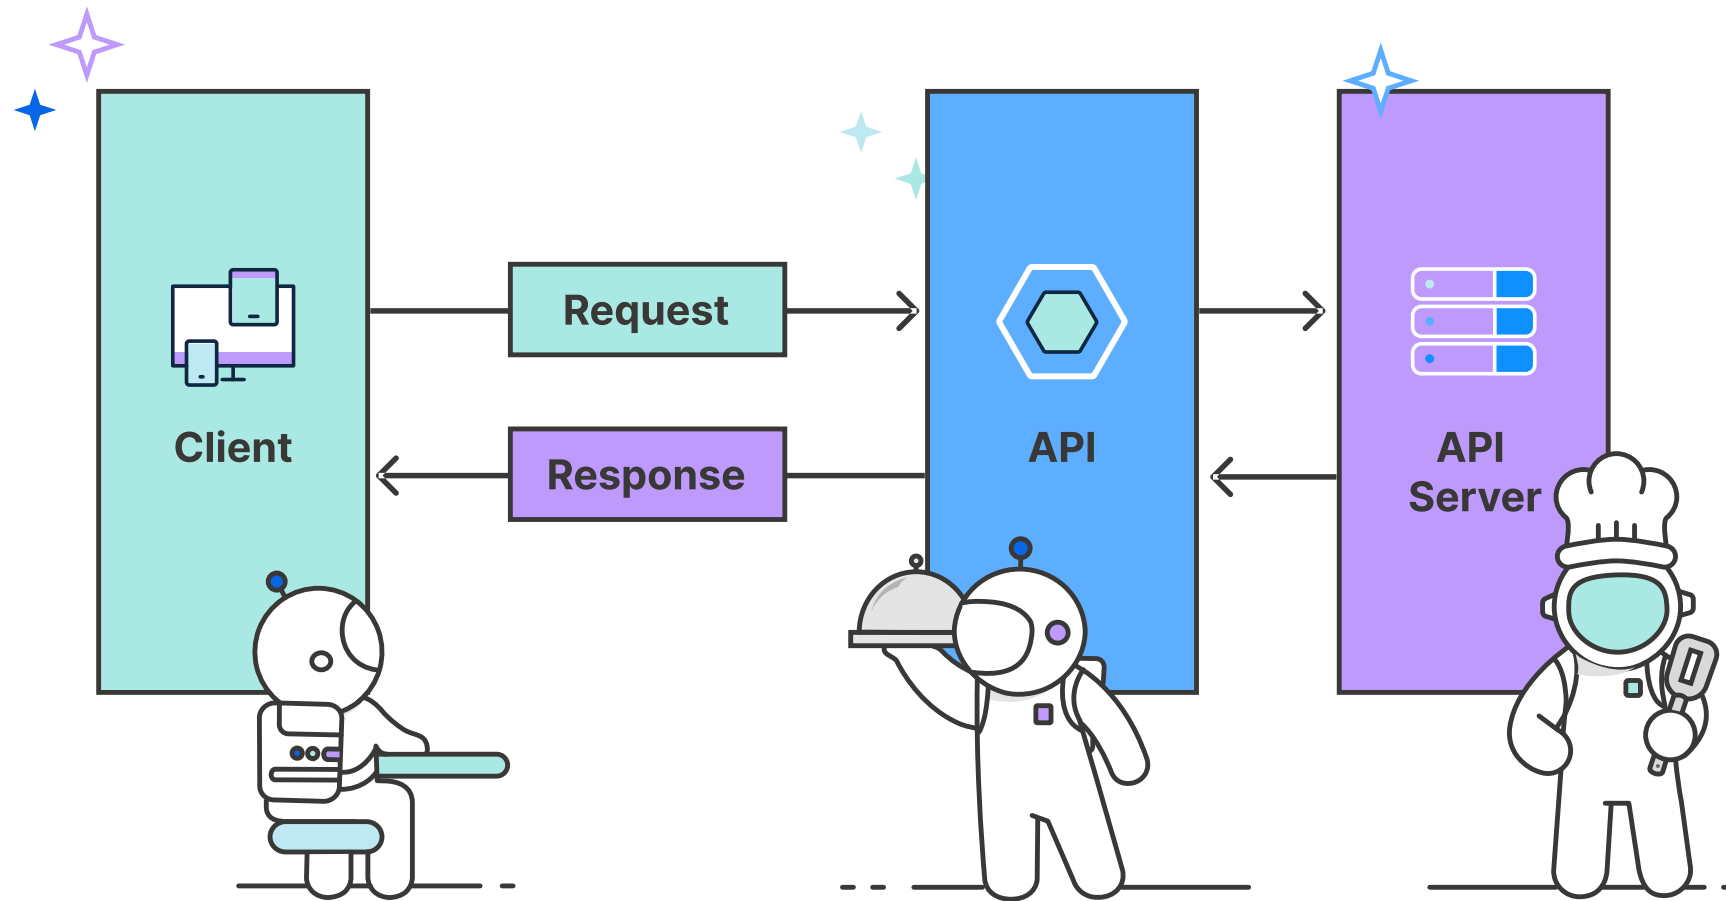 Client
Request
Response
API
API
Server